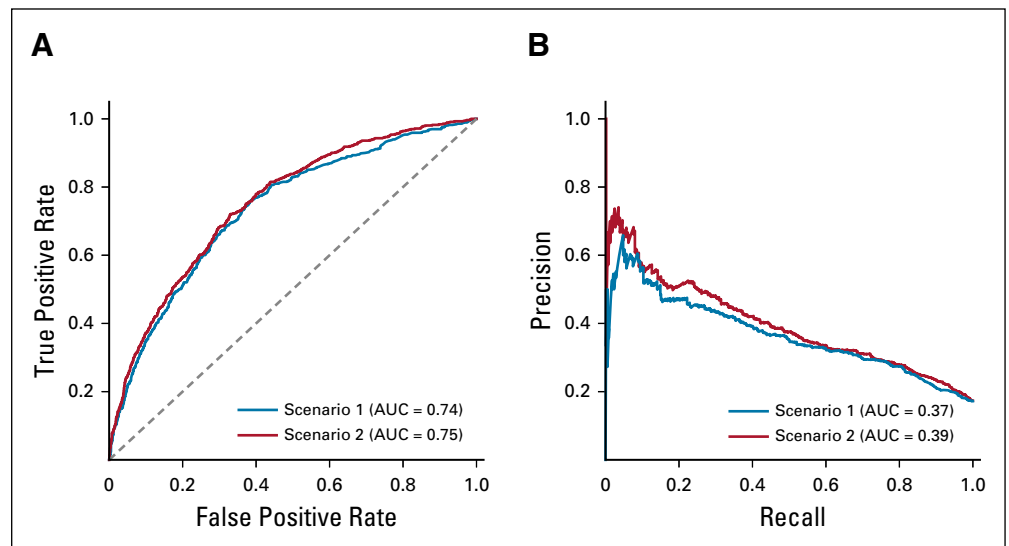 A
1.0
0.8
0.6
0.4
0.2
True Positive Rate
Scenario 1 (AUC = 0.74)
Scenario 2 (AUC = 0.75)
0 0.2 0.4 0.6 0.8 1.0
False Positive Rate
B
1.0
0.8
0.6
0.4
0.2
Precision
Scenario 1 (AUC = 0.37)
Scenario 2 (AUC = 0.39)
0 0.2 0.4 0.6 0.8 1.0
Recall